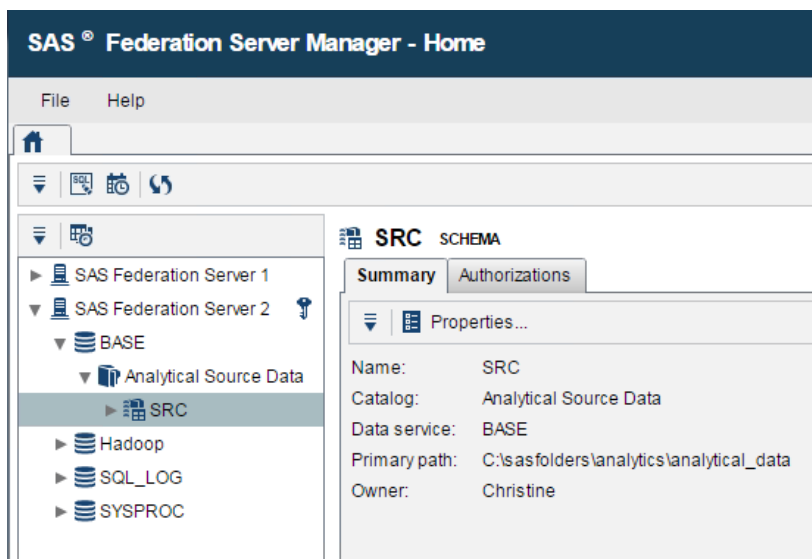 SAS ® Federation Server Manager - Home
File Help
SQL
SRC SCHEMA
SAS Federation Server 1
SAS Federation Server 2
BASE
Analytical Source Data
SRC
Hadoop
SQL_LOG
SYSPROC
Summary Authorizations
Properties...
Name: SRC
Catalog: Analytical Source Data
Data service: BASE
Primary path: C:\sasfolders\analytics\analytical_data
Owner: Christine